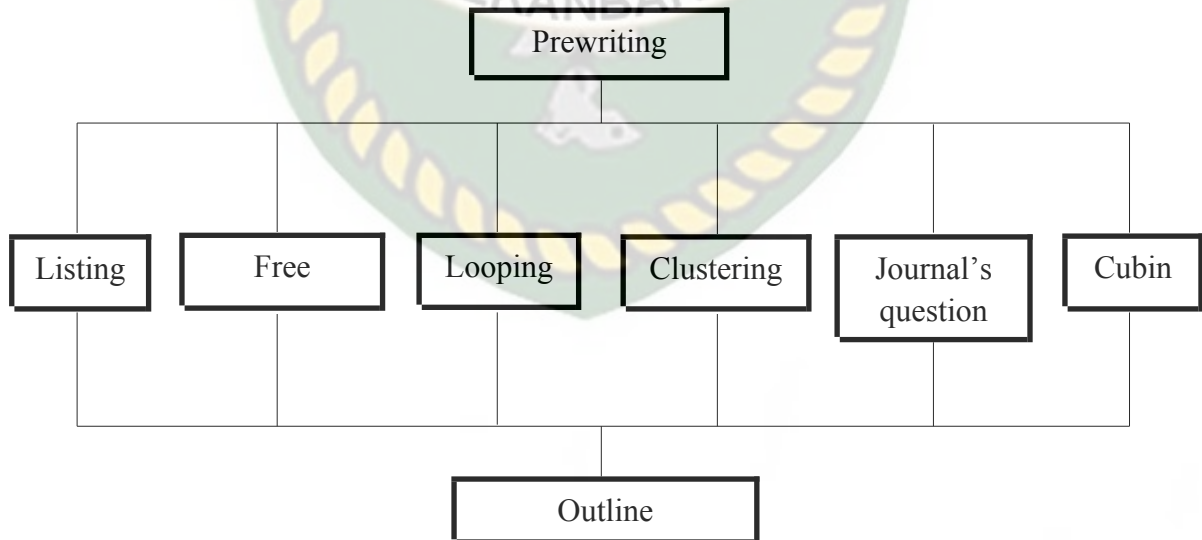 Prewriting
Listing
Free
Looping
Clustering
Journal's
question
Cubin
Outline